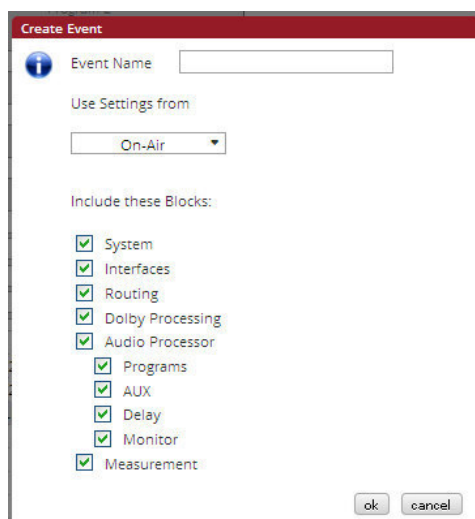 Create Event
Event Name
Use Settings from
On-Air
Include these Blocks:
System
Interfaces
Routing
Dolby Processing
Audio Processor
Programs
AUX
Delay
Monitor
Measurement
ok cancel